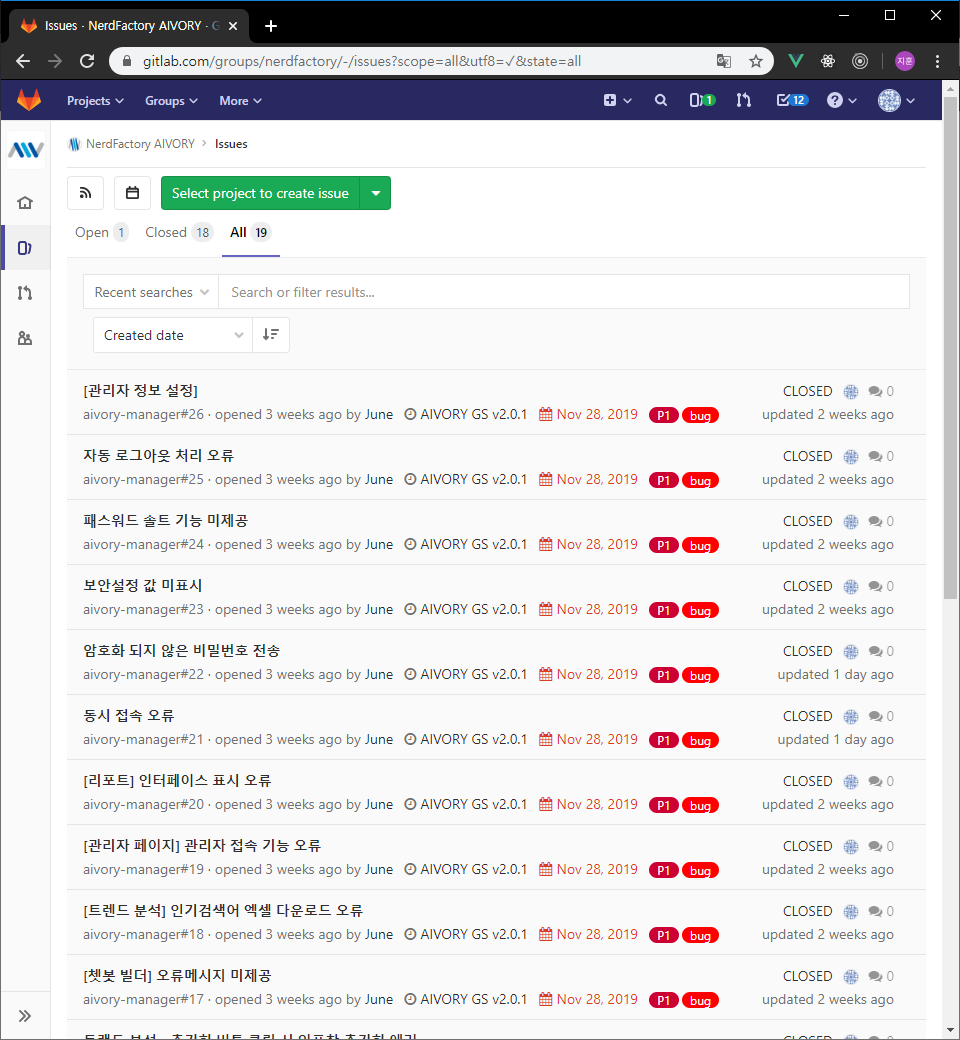 Issues · NerdFactory AIVORY · G
gitlab.com/groups/nerdfactory/-/issues?scope=all&utf8=✓&state=all
지훈
Projects Groups More 1 12
NerdFactory AIVORY > Issues
Select project to create issue
Open 1 Closed 18 All 19
Recent searches Search or filter results...
Created date
[관리자 정보 설정] CLOSED 0
aivory-manager#26 · opened 3 weeks ago by June AIVORY GS v2.0.1 Nov 28, 2019 P1 bug updated 2 weeks ago
자동 로그아웃 처리 오류 CLOSED 0
aivory-manager#25 · opened 3 weeks ago by June AIVORY GS v2.0.1 Nov 28, 2019 P1 bug updated 2 weeks ago
패스워드 솔트 기능 미제공 CLOSED 0
aivory-manager#24 · opened 3 weeks ago by June AIVORY GS v2.0.1 Nov 28, 2019 P1 bug updated 2 weeks ago
보안설정 값 미표시 CLOSED 0
aivory-manager#23 · opened 3 weeks ago by June AIVORY GS v2.0.1 Nov 28, 2019 P1 bug updated 2 weeks ago
암호화 되지 않은 비밀번호 전송 CLOSED 0
aivory-manager#22 · opened 3 weeks ago by June AIVORY GS v2.0.1 Nov 28, 2019 P1 bug updated 1 day ago
동시 접속 오류 CLOSED 0
aivory-manager#21 · opened 3 weeks ago by June AIVORY GS v2.0.1 Nov 28, 2019 P1 bug updated 1 day ago
[리포트] 인터페이스 표시 오류 CLOSED 0
aivory-manager#20 · opened 3 weeks ago by June AIVORY GS v2.0.1 Nov 28, 2019 P1 bug updated 2 weeks ago
[관리자 페이지] 관리자 접속 기능 오류 CLOSED 0
aivory-manager#19 · opened 3 weeks ago by June AIVORY GS v2.0.1 Nov 28, 2019 P1 bug updated 2 weeks ago
[트렌드 분석] 인기검색어 엑셀 다운로드 오류 CLOSED 0
aivory-manager#18 · opened 3 weeks ago by June AIVORY GS v2.0.1 Nov 28, 2019 P1 bug updated 2 weeks ago
[쳇봇 빌더] 오류메시지 미제공 CLOSED 0
aivory-manager#17 · opened 3 weeks ago by June AIVORY GS v2.0.1 Nov 28, 2019 P1 bug updated 2 weeks ago